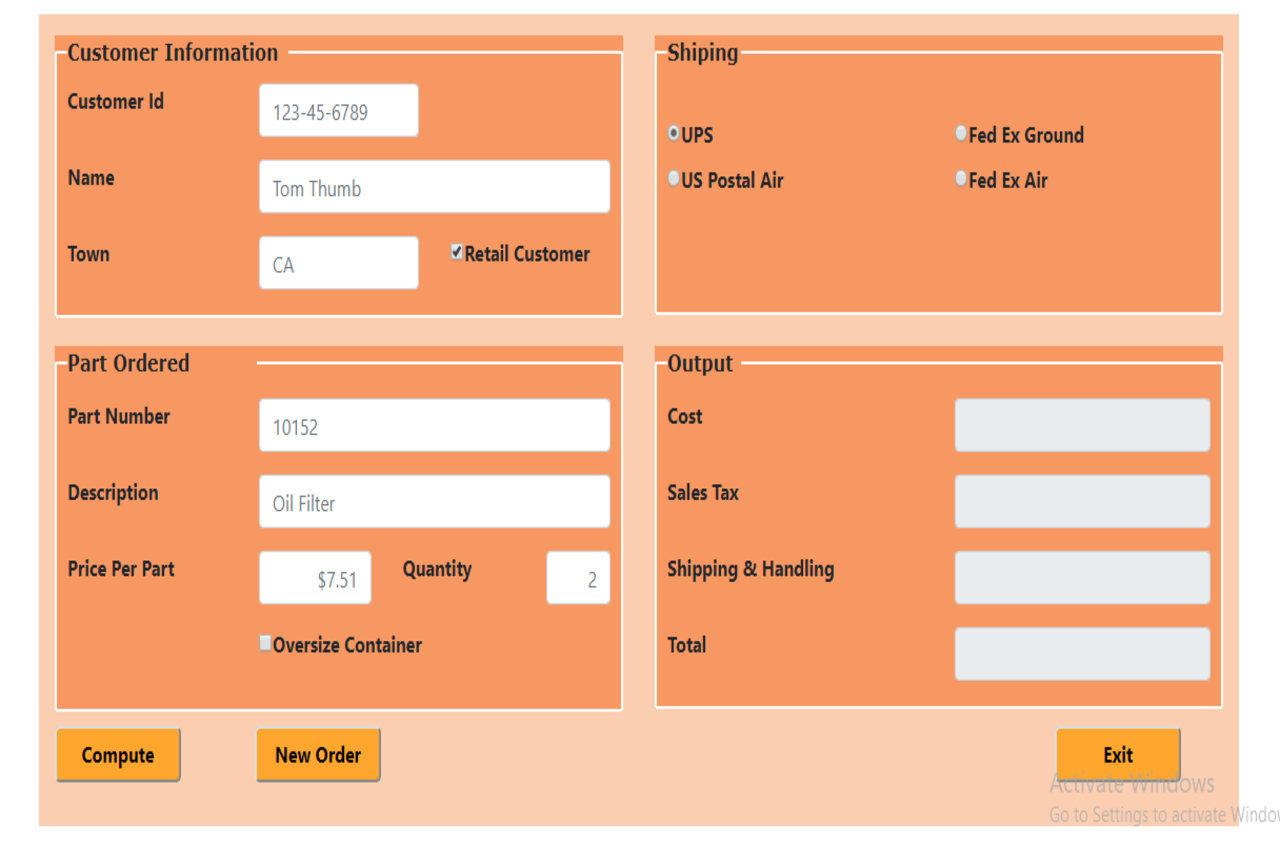 Customer Information
Customer Id
123-45-6789
Name
Tom Thumb
Town
CA
Retail Customer
Shiping
UPS
Fed Ex Ground
US Postal Air
Fed Ex Air
Part Ordered
Part Number
10152
Description
Oil Filter
Price Per Part
$7.51
Quantity
2
Oversize Container
Output
Cost
Sales Tax
Shipping & Handling
Total
Compute
New Order
Exit
Activate Windows
Go to Settings to activate Window